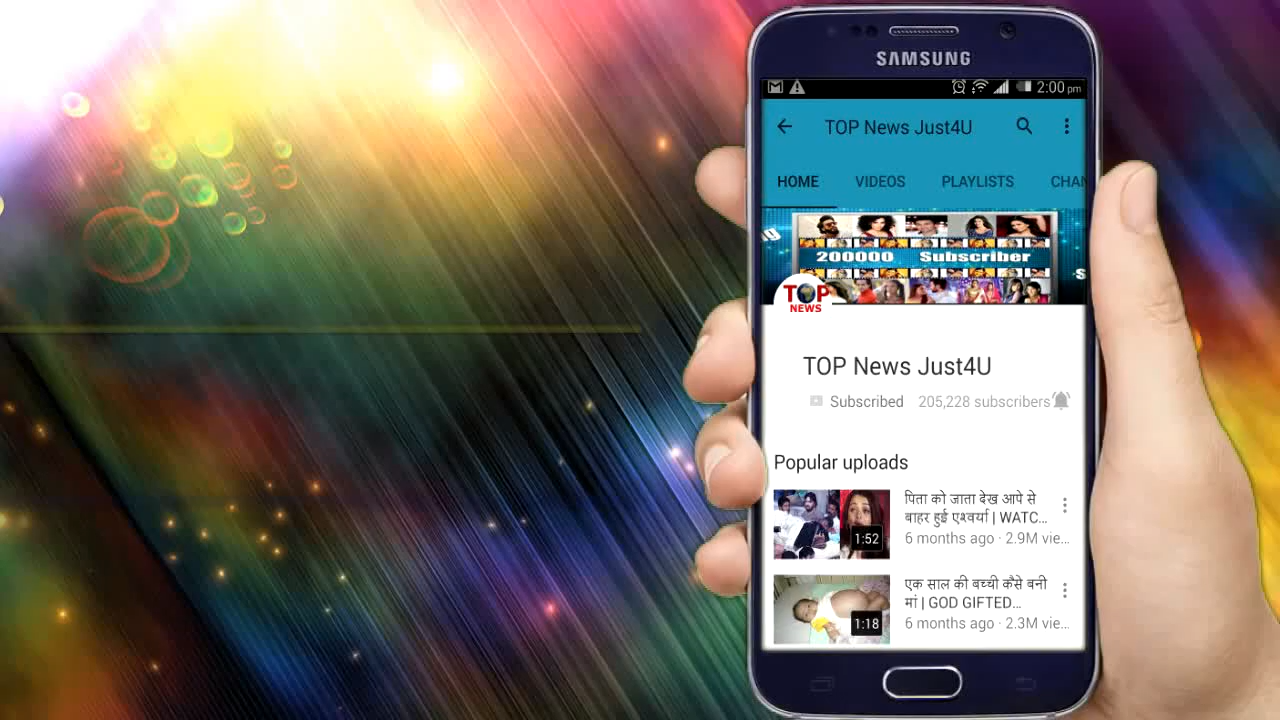 SAMSUNG
2:00 pm
TOP News Just4U
HOME VIDEOS PLAYLISTS CHAN
200000 Subscriber
TOP
NEWS
TOP News Just4U
Subscribed 205,228 subscribers
Popular uploads
पिता को जाता देख आपे से
बाहर हुई एश्वर्या | WATC...
6 months ago · 2.9M vie...
1:52
एक साल की बच्ची कैसे बनी
मां | GOD GIFTED...
6 months ago · 2.3M vie...
1:18